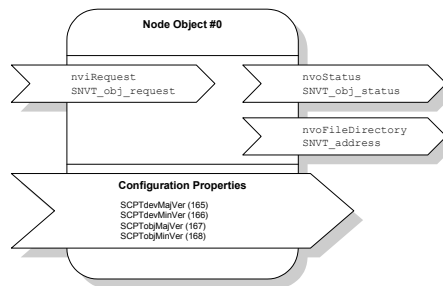 Node Object #0
nviRequest
SNVT_obj_request
nvoStatus
SNVT_obj_status
nvoFileDirectory
SNVT_address
Configuration Properties
SCPTdevMajVer (165)
SCPTdevMinVer (166)
SCPTobjMajVer (167)
SCPTobjMinVer (168)